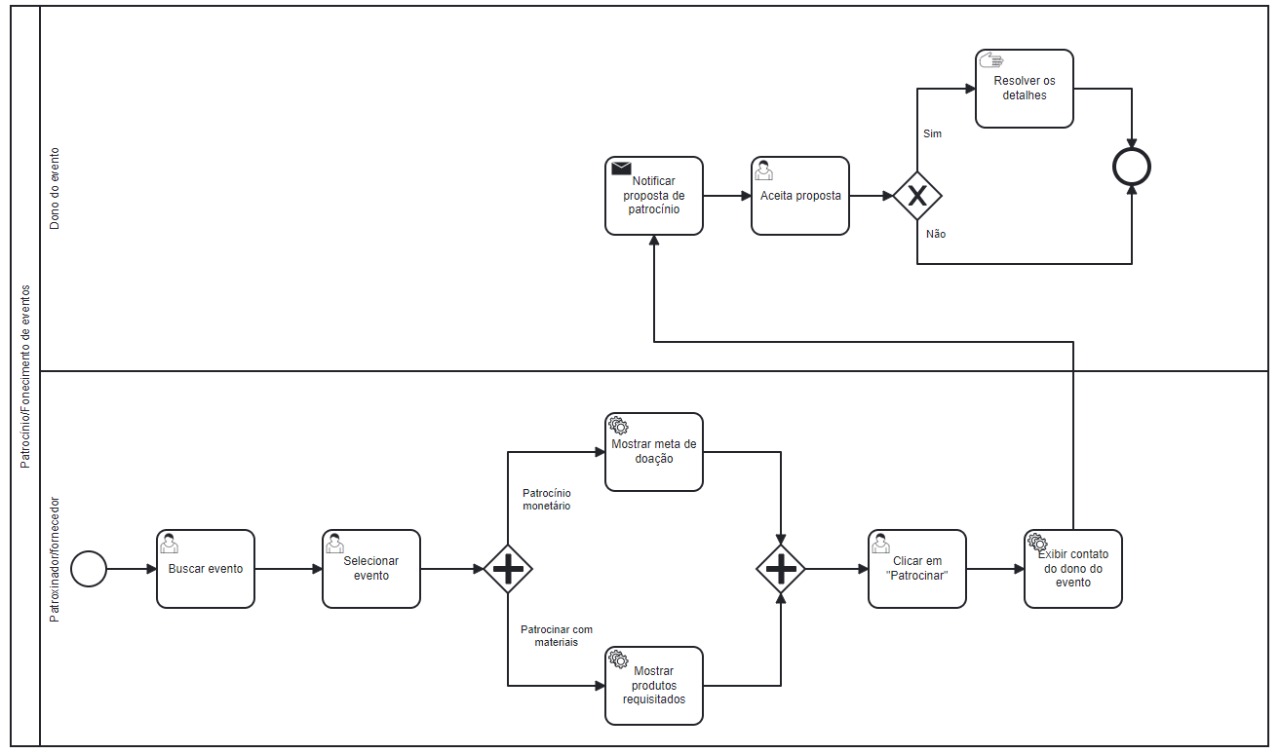 Patrocínio/Fonecimento de eventos
Dono do evento
Resolver os
detalhes
Sim
Notificar
proposta de
patrocínio
Aceita proposta
Não
Patroxinador/fornecedor
Mostrar meta de
doação
Patrocínio
monetário
Buscar evento
Selecionar
evento
Clicar em
"Patrocinar"
Exibir contato
do dono do
evento
Patrocinar com
materiais
Mostrar
produtos
requisitados